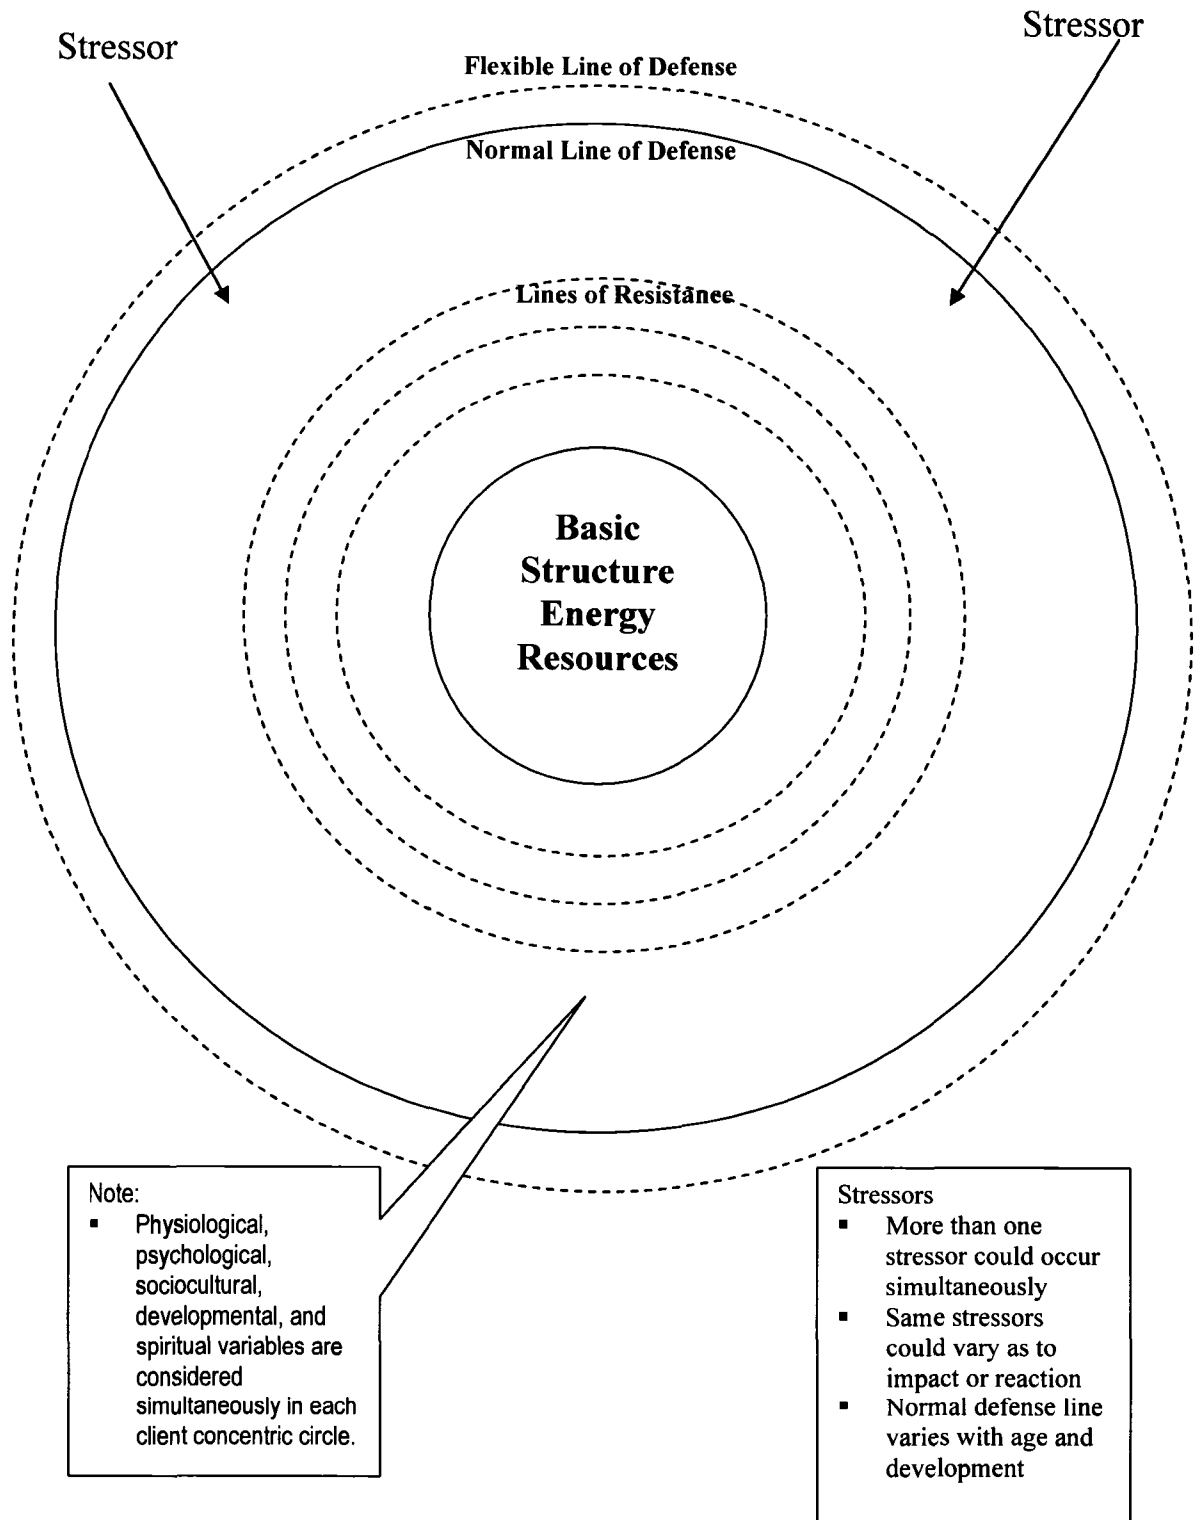 Stressor
Stressor
Flexible Line of Defense
Normal Line of Defense
Lines of Resistance
Basic
Structure
Energy
Resources
Note:
▪ Physiological,
psychological,
sociocultural,
developmental, and
spiritual variables are
considered
simultaneously in each
client concentric circle.
Stressors
▪ More than one
stressor could occur
simultaneously
▪ Same stressors
could vary as to
impact or reaction
▪ Normal defense line
varies with age and
development